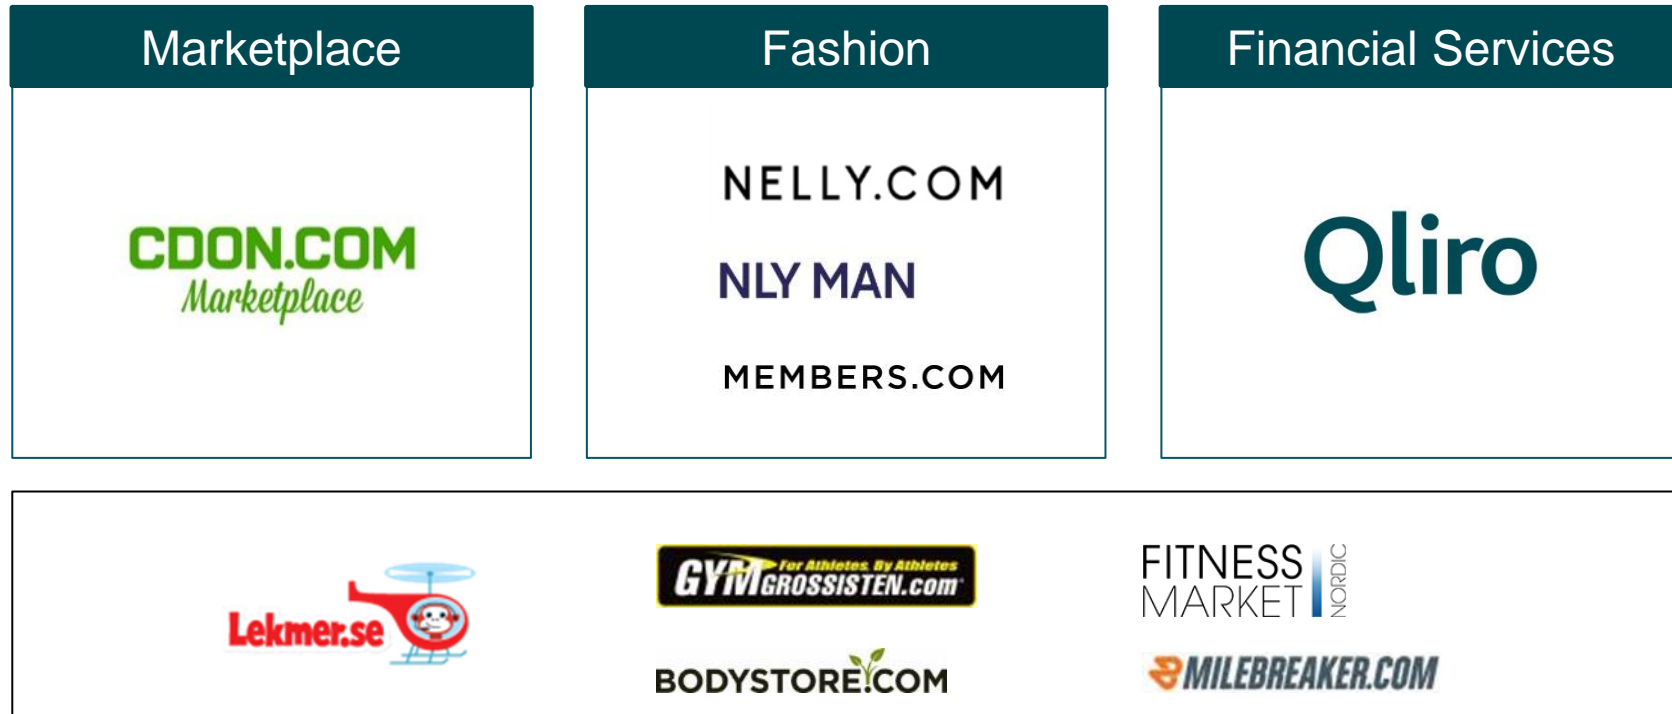 Marketplace
Fashion
Financial Services
CDON.COM
Marketplace
NELLY.COM
NLY MAN
MEMBERS.COM
Qliro
Lekmer.se
For Athletes. By Athletes
GYMGROSSISTEN.com
BODYSTORE.COM
FITNESS
MARKET
NORDIC
MILEBREAKER.COM